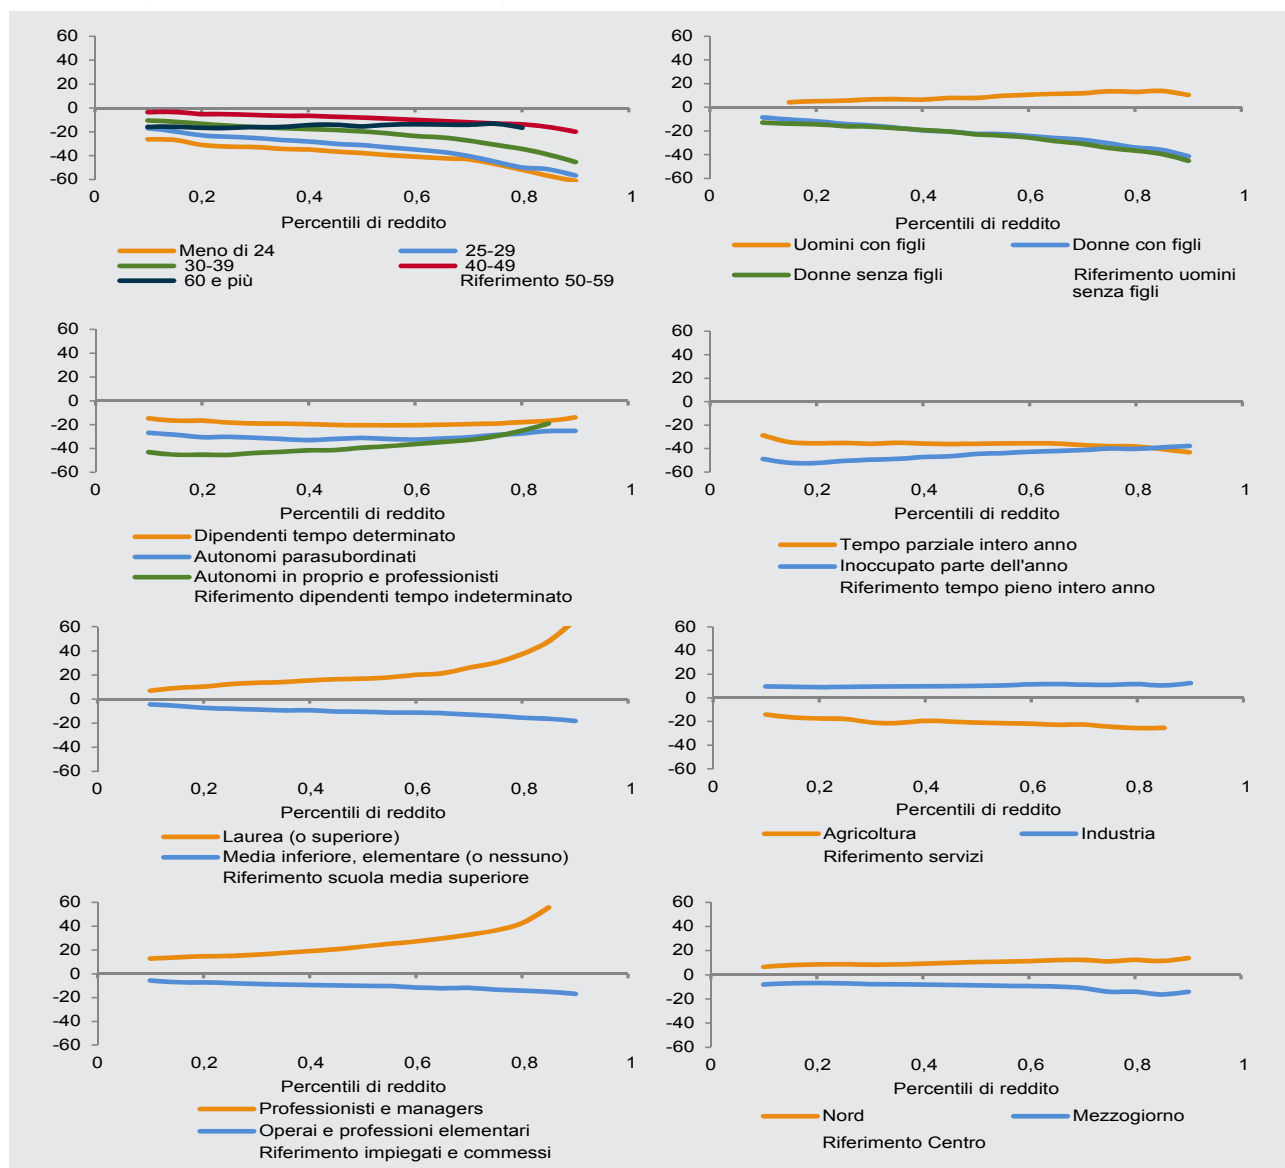 60
40
20
0
-20
-40
-60
0 0,2 0,4 0,6 0,8 1
Percentili di reddito
Meno di 24 25-29
30-39 40-49
60 e più Riferimento 50-59
60
40
20
0
-20
-40
-60
0 0,2 0,4 0,6 0,8 1
Percentili di reddito
Uomini con figli Donne con figli
Donne senza figli Riferimento uomini
senza figli
60
40
20
0
-20
-40
-60
0 0,2 0,4 0,6 0,8 1
Percentili di reddito
Dipendenti tempo determinato
Autonomi parasubordinati
Autonomi in proprio e professionisti
Riferimento dipendenti tempo indeterminato
60
40
20
0
-20
-40
-60
0 0,2 0,4 0,6 0,8 1
Percentili di reddito
Tempo parziale intero anno
Inoccupato parte dell'anno
Riferimento tempo pieno intero anno
60
40
20
0
-20
-40
-60
0 0,2 0,4 0,6 0,8 1
Percentili di reddito
Laurea (o superiore)
Media inferiore, elementare (o nessuno)
Riferimento scuola media superiore
60
40
20
0
-20
-40
-60
0 0,2 0,4 0,6 0,8 1
Percentili di reddito
Agricoltura Industria
Riferimento servizi
60
40
20
0
-20
-40
-60
0 0,2 0,4 0,6 0,8 1
Percentili di reddito
Professionisti e managers
Operai e professioni elementari
Riferimento impiegati e commessi
60
40
20
0
-20
-40
-60
0 0,2 0,4 0,6 0,8 1
Percentili di reddito
Nord Mezzogiorno
Riferimento Centro